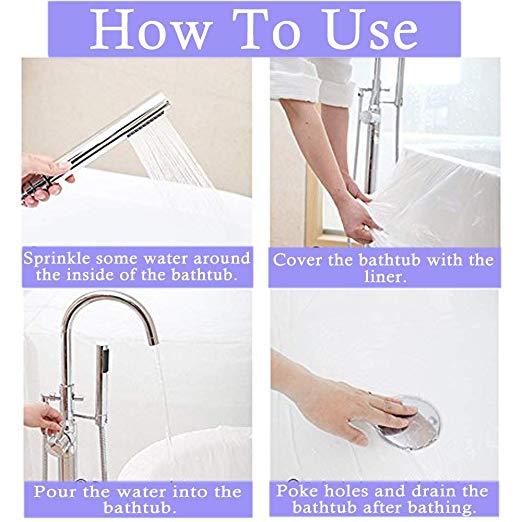 How To Use
Sprinkle some water around
the inside of the bathtub.
Cover the bathtub with the
liner.
Pour the water into the
bathtub.
Poke holes and drain the
bathtub after bathing.